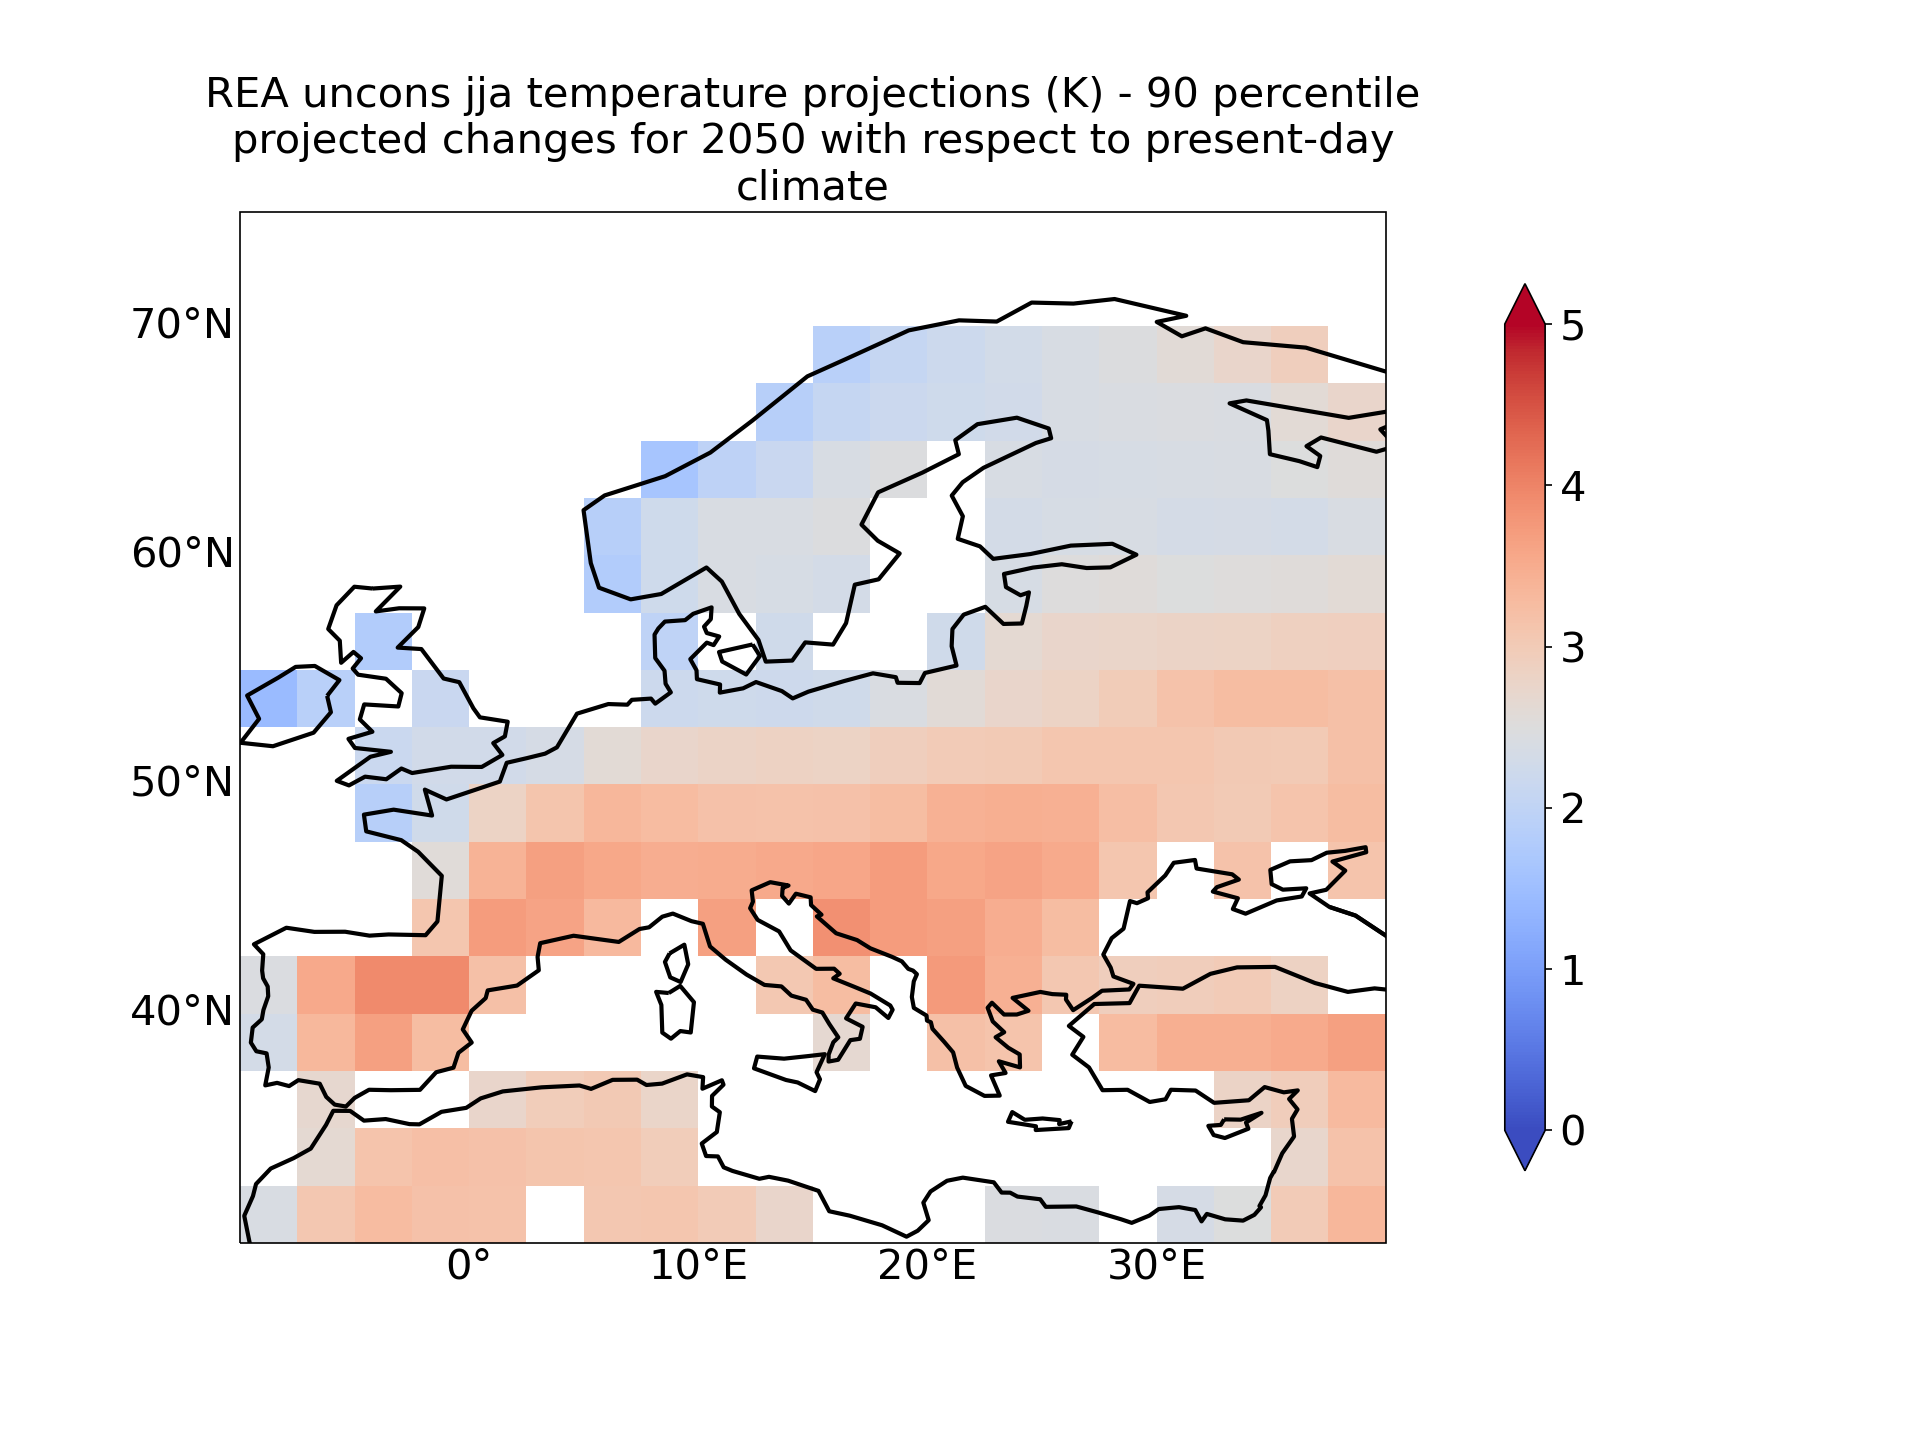 REA uncons jja temperature projections (K) - 90 percentile
projected changes for 2050 with respect to present-day
climate
70°N
60°N
50°N
40°N
0°
10°E
20°E
30°E
5
4
3
2
1
0